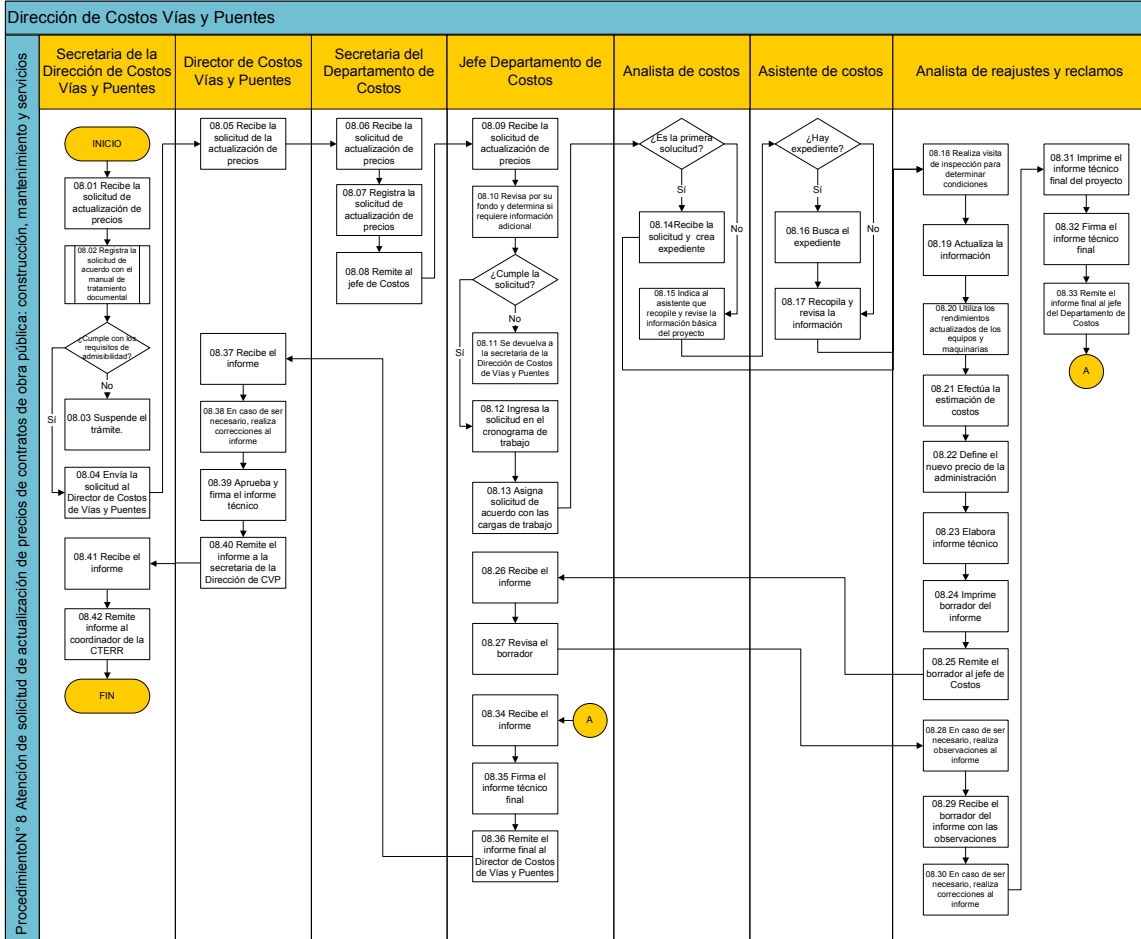 Dirección de Costos Vías y Puentes
ProcedimientoN° 8 Atención de solicitud de actualización de precios de contratos de obra pública: construcción, mantenimiento y servicios
Secretaria de la
Dirección de Costos
Vías y Puentes
Director de Costos
Vías y Puentes
Secretaria del
Departamento de
Costos
Jefe Departamento de
Costos
Analista de costos
Asistente de costos
Analista de reajustes y reclamos
INICIO
08.01 Recibe la
solicitud de
actualización de
precios
08.02 Registra la
solicitud de
acuerdo con el
manual de
tratamiento
documental
¿Cumple con los
requisitos de
admisibilidad?
No
Sí
08.03 Suspende el
trámite.
08.04 Envía la
solicitud al
Director de Costos
de Vías y Puentes
08.41 Recibe el
informe
08.42 Remite
informe al
coordinador de la
CTERR
FIN
08.05 Recibe la
solicitud de la
actualización de
precios
08.37 Recibe el
informe
08.38 En caso de ser
necesario, realiza
correcciones al
informe
08.39 Aprueba y
firma el informe
técnico
08.40 Remite el
informe a la
secretaria de la
Dirección de CVP
08.06 Recibe la
solicitud de
actualización de
precios
08.07 Registra la
solicitud de
actualización de
precios
08.08 Remite al
jefe de Costos
08.09 Recibe la
solicitud de
actualización de
precios
08.10 Revisa por su
fondo y determina si
requiere información
adicional
¿Cumple la
solicitud?
No
Sí
08.11 Se devuelva a
la secretaria de la
Dirección de Costos
de Vías y Puentes
08.12 Ingresa la
solicitud en el
cronograma de
trabajo
08.13 Asigna
solicitud de
acuerdo con las
cargas de trabajo
08.26 Recibe el
informe
08.27 Revisa el
borrador
08.34 Recibe el
informe
A
08.35 Firma el
informe técnico
final
08.36 Remite el
informe final al
Director de Costos
de Vías y Puentes
¿Es la primera
solucitud?
Sí
No
08.14Recibe la
solicitud y crea
expediente
08.15 Indica al
asistente que
recopile y revise la
información básica
del proyecto
¿Hay
expediente?
Sí
No
08.16 Busca el
expediente
08.17 Recopila y
revisa la
información
08.18 Realiza visita
de inspección para
determinar
condiciones
08.19 Actualiza la
información
08.20 Utiliza los
rendimientos
actualizados de los
equipos y
maquinarias
08.21 Efectúa la
estimación de
costos
08.22 Define el
nuevo precio de la
administración
08.23 Elabora
informe técnico
08.24 Imprime
borrador del
informe
08.25 Remite el
borrador al jefe de
Costos
08.28 En caso de ser
necesario, realiza
observaciones al
informe
08.29 Recibe el
borrador del
informe con las
observaciones
08.30 En caso de ser
necesario, realiza
correcciones al
informe
08.31 Imprime el
informe técnico
final del proyecto
08.32 Firma el
informe técnico
final
08.33 Remite el
informe final al jefe
del Departamento de
Costos
A